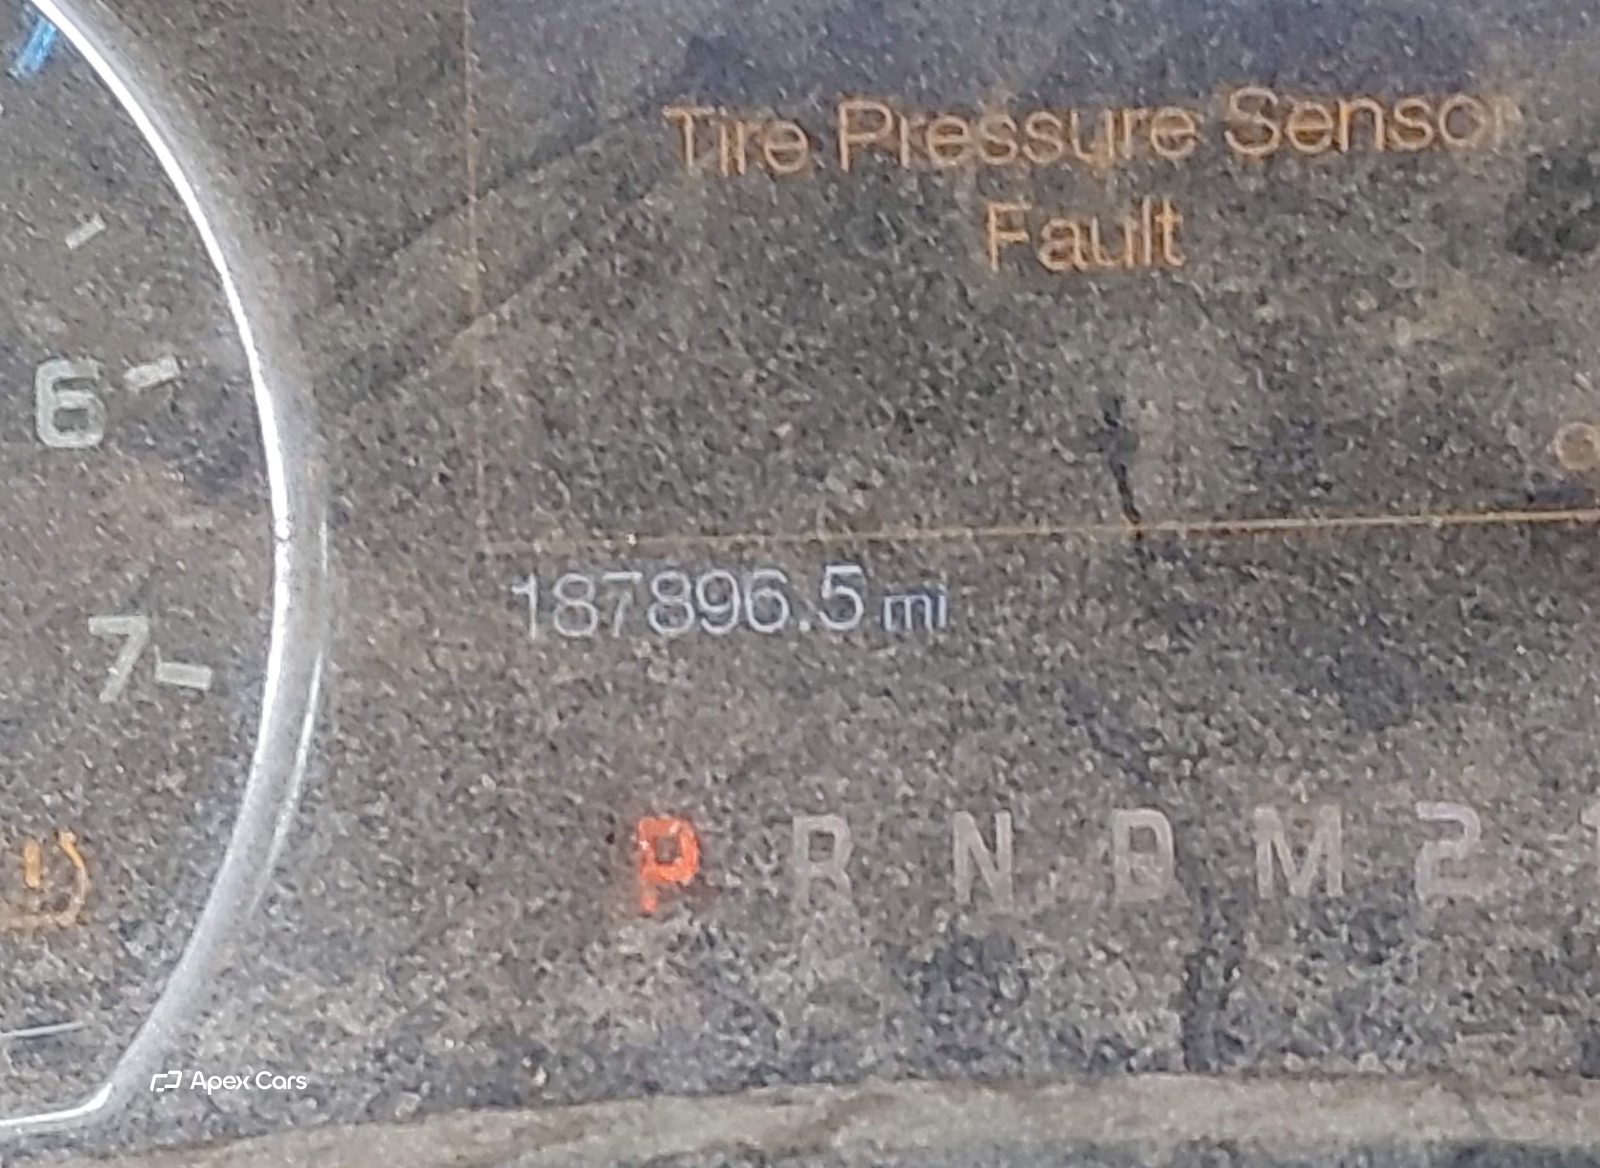 Tire Pressure Sensor
Fault
6
187896.5 mi
7
P R N D M 2
Apex Cars